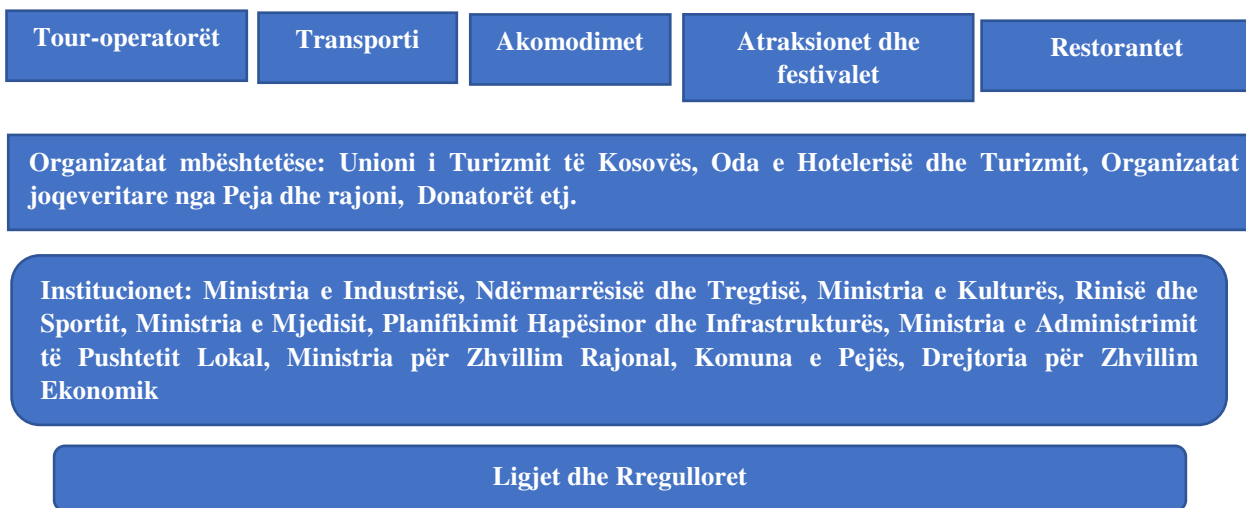 Tour-operatorët
Transporti
Akomodimet
Atraksionet dhe
festivalet
Restorantet
Organizatat mbështetëse: Unioni i Turizmit të Kosovës, Oda e Hotelerisë dhe Turizmit, Organizatat
joqeveritare nga Peja dhe rajoni, Donatorët etj.
Institucionet: Ministria e Industrisë, Ndërmarrësisë dhe Tregtisë, Ministria e Kulturës, Rinisë dhe
Sportit, Ministria e Mjedisit, Planifikimit Hapësinor dhe Infrastrukturës, Ministria e Administrimit
të Pushtetit Lokal, Ministria për Zhvillim Rajonal, Komuna e Pejës, Drejtoria për Zhvillim
Ekonomik
Ligjet dhe Rregulloret